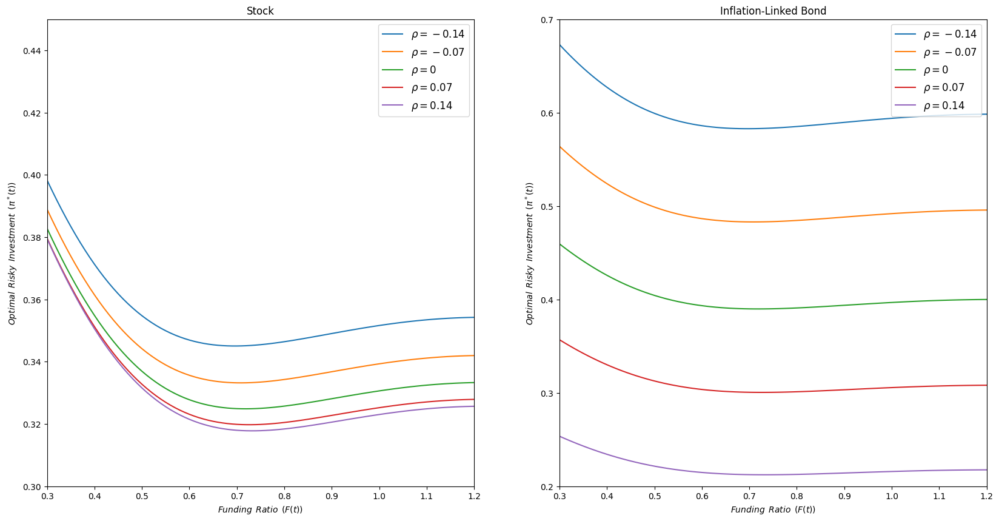 Stock
0.44
0.42
0.40
0.38
0.36
0.34
0.32
0.30
0.3 0.4 0.5 0.6 0.7 0.8 0.9 1.0 1.1 1.2
Optimal Risky Investment (π*(t))
Funding Ratio (F(t))
ρ = −0.14
ρ = −0.07
ρ = 0
ρ = 0.07
ρ = 0.14
Inflation-Linked Bond
0.7
0.6
0.5
0.4
0.3
0.2
0.3 0.4 0.5 0.6 0.7 0.8 0.9 1.0 1.1 1.2
Optimal Risky Investment (π*(t))
Funding Ratio (F(t))
ρ = −0.14
ρ = −0.07
ρ = 0
ρ = 0.07
ρ = 0.14